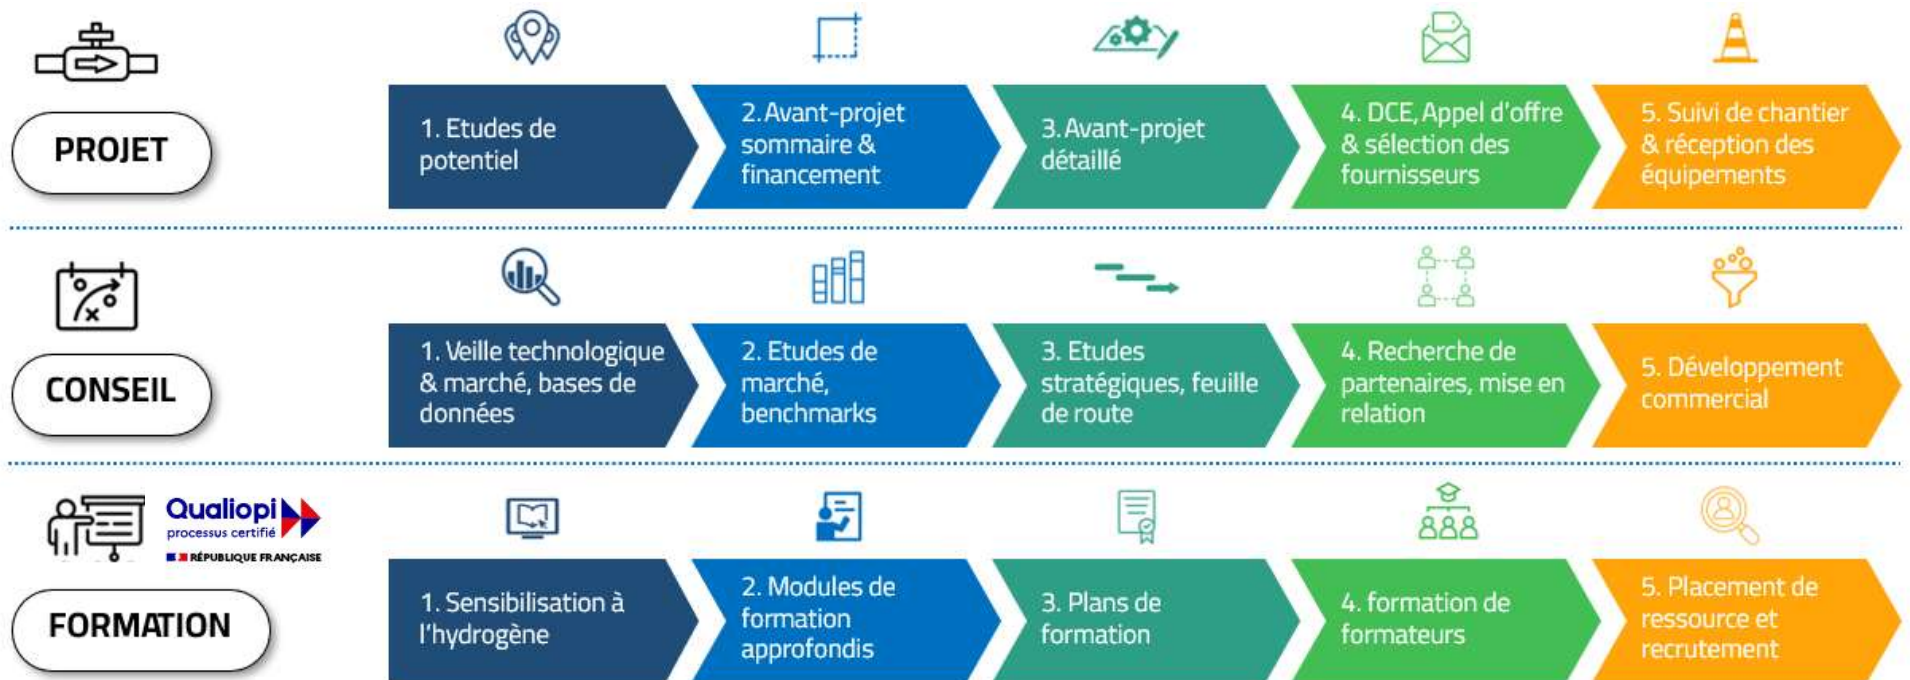 PROJET
1. Etudes de
potentiel
2. Avant-projet
sommaire &
financement
3. Avant-projet
détaillé
4. DCE, Appel d'offre
& sélection des
fournisseurs
5. Suivi de chantier
& réception des
équipements
CONSEIL
1. Veille technologique
& marché, bases de
données
2. Etudes de
marché,
benchmarks
3. Etudes
stratégiques, feuille
de route
4. Recherche de
partenaires, mise en
relation
5. Développement
commercial
Qualiopi
processus certifié
RÉPUBLIQUE FRANÇAISE
FORMATION
1. Sensibilisation à
l'hydrogène
2. Modules de
formation
approfondis
3. Plans de
formation
4. formation de
formateurs
5. Placement de
ressource et
recrutement